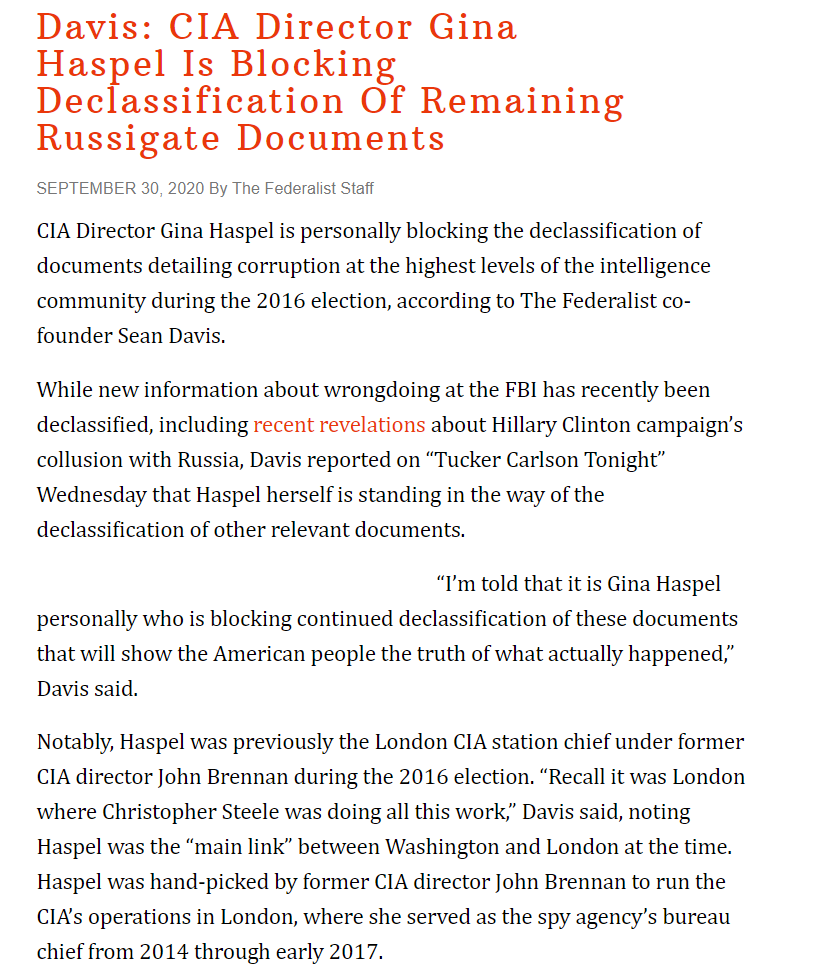 Davis: CIA Director Gina
Haspel Is Blocking
Declassification Of Remaining
Russigate Documents
SEPTEMBER 30, 2020 By The Federalist Staff
CIA Director Gina Haspel is personally blocking the declassification of
documents detailing corruption at the highest levels of the intelligence
community during the 2016 election, according to The Federalist co-
founder Sean Davis.
While new information about wrongdoing at the FBI has recently been
declassified, including recent revelations about Hillary Clinton campaign’s
collusion with Russia, Davis reported on “Tucker Carlson Tonight”
Wednesday that Haspel herself is standing in the way of the
declassification of other relevant documents.
“I’m told that it is Gina Haspel
personally who is blocking continued declassification of these documents
that will show the American people the truth of what actually happened,”
Davis said.
Notably, Haspel was previously the London CIA station chief under former
CIA director John Brennan during the 2016 election. “Recall it was London
where Christopher Steele was doing all this work,” Davis said, noting
Haspel was the “main link” between Washington and London at the time.
Haspel was hand-picked by former CIA director John Brennan to run the
CIA’s operations in London, where she served as the spy agency’s bureau
chief from 2014 through early 2017.